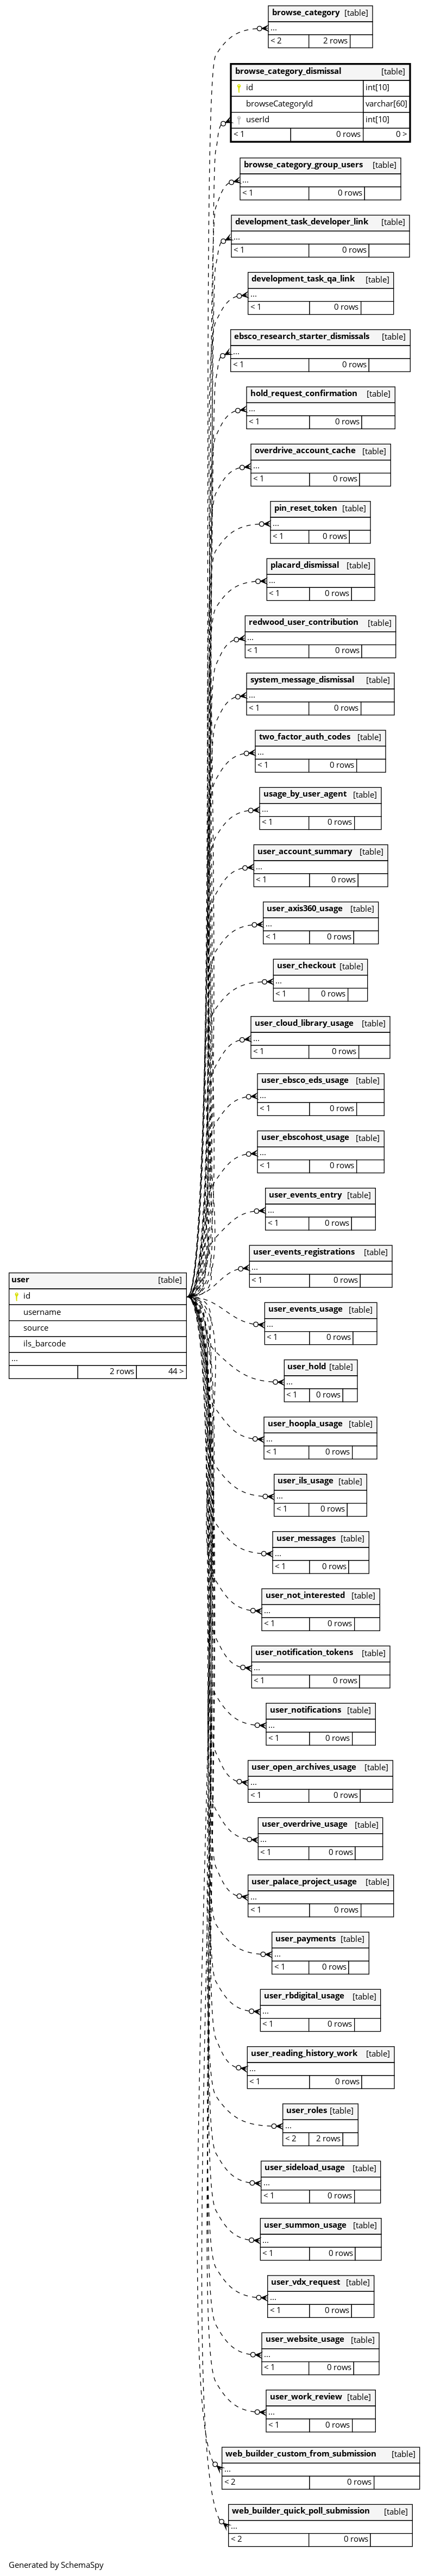 browse_category [table]
...
< 2 2 rows
browse_category_dismissal [table]
id int[10]
browseCategoryId varchar[60]
userId int[10]
< 1 0 rows 0 >
browse_category_group_users [table]
...
< 1 0 rows
development_task_developer_link [table]
...
< 1 0 rows
development_task_qa_link [table]
...
< 1 0 rows
ebsco_research_starter_dismissals [table]
...
< 1 0 rows
hold_request_confirmation [table]
...
< 1 0 rows
overdrive_account_cache [table]
...
< 1 0 rows
pin_reset_token [table]
...
< 1 0 rows
placard_dismissal [table]
...
< 1 0 rows
redwood_user_contribution [table]
...
< 1 0 rows
system_message_dismissal [table]
...
< 1 0 rows
two_factor_auth_codes [table]
...
< 1 0 rows
usage_by_user_agent [table]
...
< 1 0 rows
user_account_summary [table]
...
< 1 0 rows
user_axis360_usage [table]
...
< 1 0 rows
user_checkout [table]
...
< 1 0 rows
user_cloud_library_usage [table]
...
< 1 0 rows
user_ebsco_eds_usage [table]
...
< 1 0 rows
user_ebscohost_usage [table]
...
< 1 0 rows
user_events_entry [table]
...
< 1 0 rows
user_events_registrations [table]
...
< 1 0 rows
user [table]
id
username
source
ils_barcode
...
2 rows 44 >
user_events_usage [table]
...
< 1 0 rows
user_hold [table]
...
< 1 0 rows
user_hoopla_usage [table]
...
< 1 0 rows
user_ils_usage [table]
...
< 1 0 rows
user_messages [table]
...
< 1 0 rows
user_not_interested [table]
...
< 1 0 rows
user_notification_tokens [table]
...
< 1 0 rows
user_notifications [table]
...
< 1 0 rows
user_open_archives_usage [table]
...
< 1 0 rows
user_overdrive_usage [table]
...
< 1 0 rows
user_palace_project_usage [table]
...
< 1 0 rows
user_payments [table]
...
< 1 0 rows
user_rbdigital_usage [table]
...
< 1 0 rows
user_reading_history_work [table]
...
< 1 0 rows
user_roles [table]
...
< 2 2 rows
user_sideload_usage [table]
...
< 1 0 rows
user_summon_usage [table]
...
< 1 0 rows
user_vdx_request [table]
...
< 1 0 rows
user_website_usage [table]
...
< 1 0 rows
user_work_review [table]
...
< 1 0 rows
web_builder_custom_from_submission [table]
...
< 2 0 rows
web_builder_quick_poll_submission [table]
...
< 2 0 rows
Generated by SchemaSpy